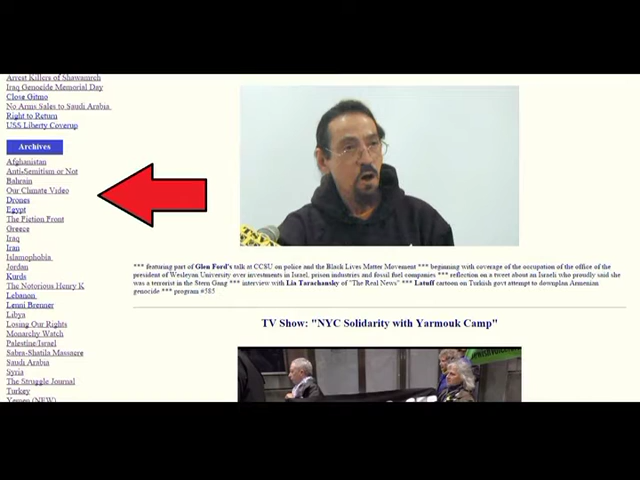 Arrest Killers of Shawamreh
Iraq Genocide Memorial Day
Close Gitmo
No Arms Sales to Saudi Arabia
Right to Return
USS Liberty Coverup
Archives
Afghanistan
Anti-Semitism or Not
Bahrain
Our Climate Video
Drones
Egypt
The Fiction Front
Greece
Iraq
Iran
Islamophobia
Jordan
Kurds
The Notorious Henry K
Lebanon
Lenni Brenner
Libya
Losing Our Rights
Monarchy Watch
Palestine/Israel
Sabra-Shatila Massacre
Saudi Arabia
Syria
The Struggle Journal
Turkey
Yemen (NEW)
*** featuring part of Glen Ford's talk at CCSU on police and the Black Lives Matter Movement *** beginning with coverage of the occupation of the office of the
president of Wesleyan University over investments in Israel, prison industries and fossil fuel companies *** reflection on a tweet about an Israeli who proudly said she
was a terrorist in the Stern Gang *** interview with Lia Tarachansky of "The Real News" *** Latuff cartoon on Turkish govt attempt to downplan Armenian
genocide *** program #585
TV Show: "NYC Solidarity with Yarmouk Camp"